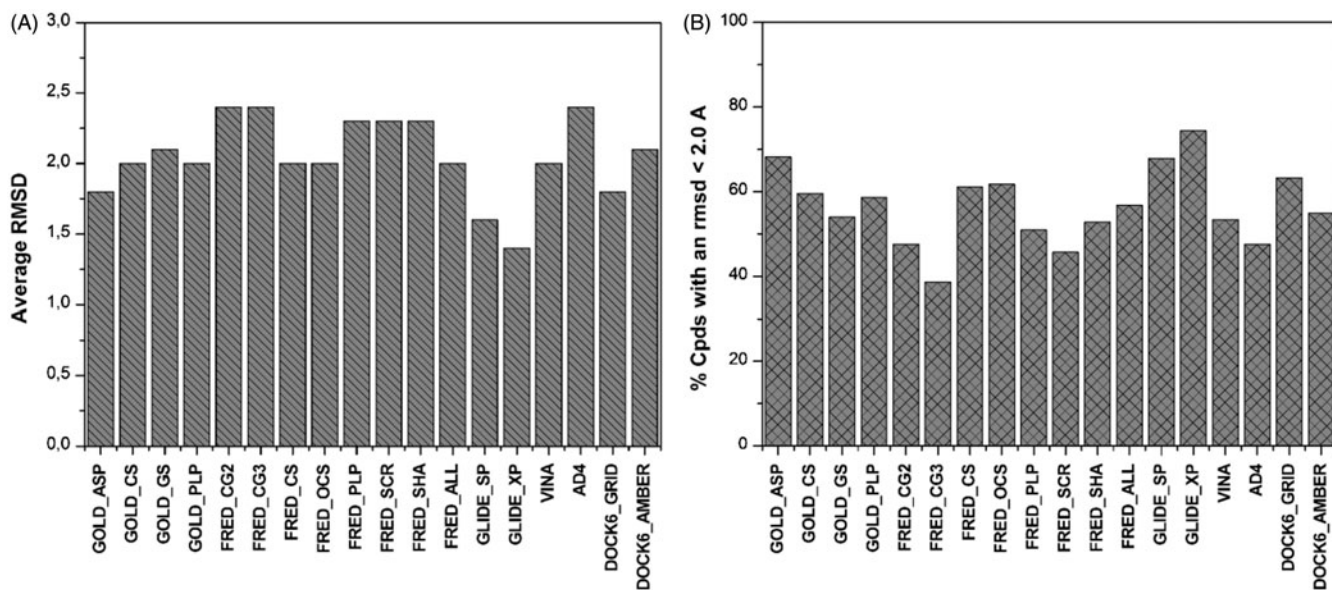 (A)
3,0
2,5
2,0
1,5
1,0
0,5
0,0
Average RMSD
GOLD_ASP
GOLD_CS
GOLD_GS
GOLD_PLP
FRED_CG2
FRED_CG3
FRED_CS
FRED_OCS
FRED_PLP
FRED_SCR
FRED_SHA
FRED_ALL
GLIDE_SP
GLIDE_XP
VINA
AD4
DOCK6_GRID
DOCK6_AMBER
(B)
100
80
60
40
20
0
% Cpds with an rmsd < 2.0 A
GOLD_ASP
GOLD_CS
GOLD_GS
GOLD_PLP
FRED_CG2
FRED_CG3
FRED_CS
FRED_OCS
FRED_PLP
FRED_SCR
FRED_SHA
FRED_ALL
GLIDE_SP
GLIDE_XP
VINA
AD4
DOCK6_GRID
DOCK6_AMBER